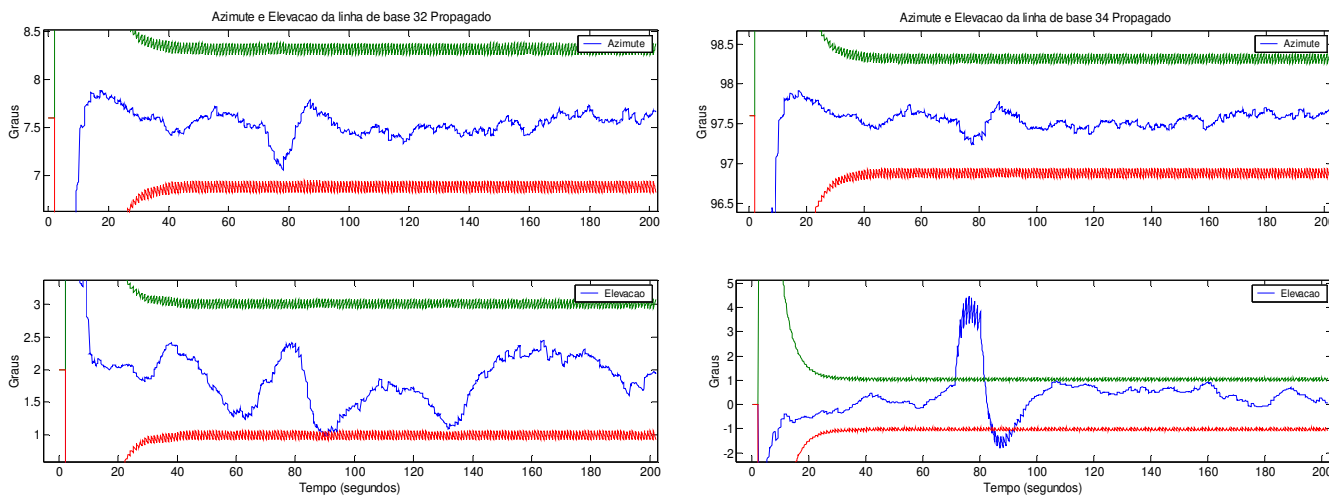 Azimute e Elevacao da linha de base 32 Propagado
8.5
8
7.5
7
Graus
Azimute
0 20 40 60 80 100 120 140 160 180 200
3
2.5
2
1.5
1
Graus
Elevacao
0 20 40 60 80 100 120 140 160 180 200
Tempo (segundos)
Azimute e Elevacao da linha de base 34 Propagado
98.5
98
97.5
97
96.5
Graus
Azimute
0 20 40 60 80 100 120 140 160 180 200
5
4
3
2
1
0
-1
-2
Graus
Elevacao
0 20 40 60 80 100 120 140 160 180 200
Tempo (segundos)